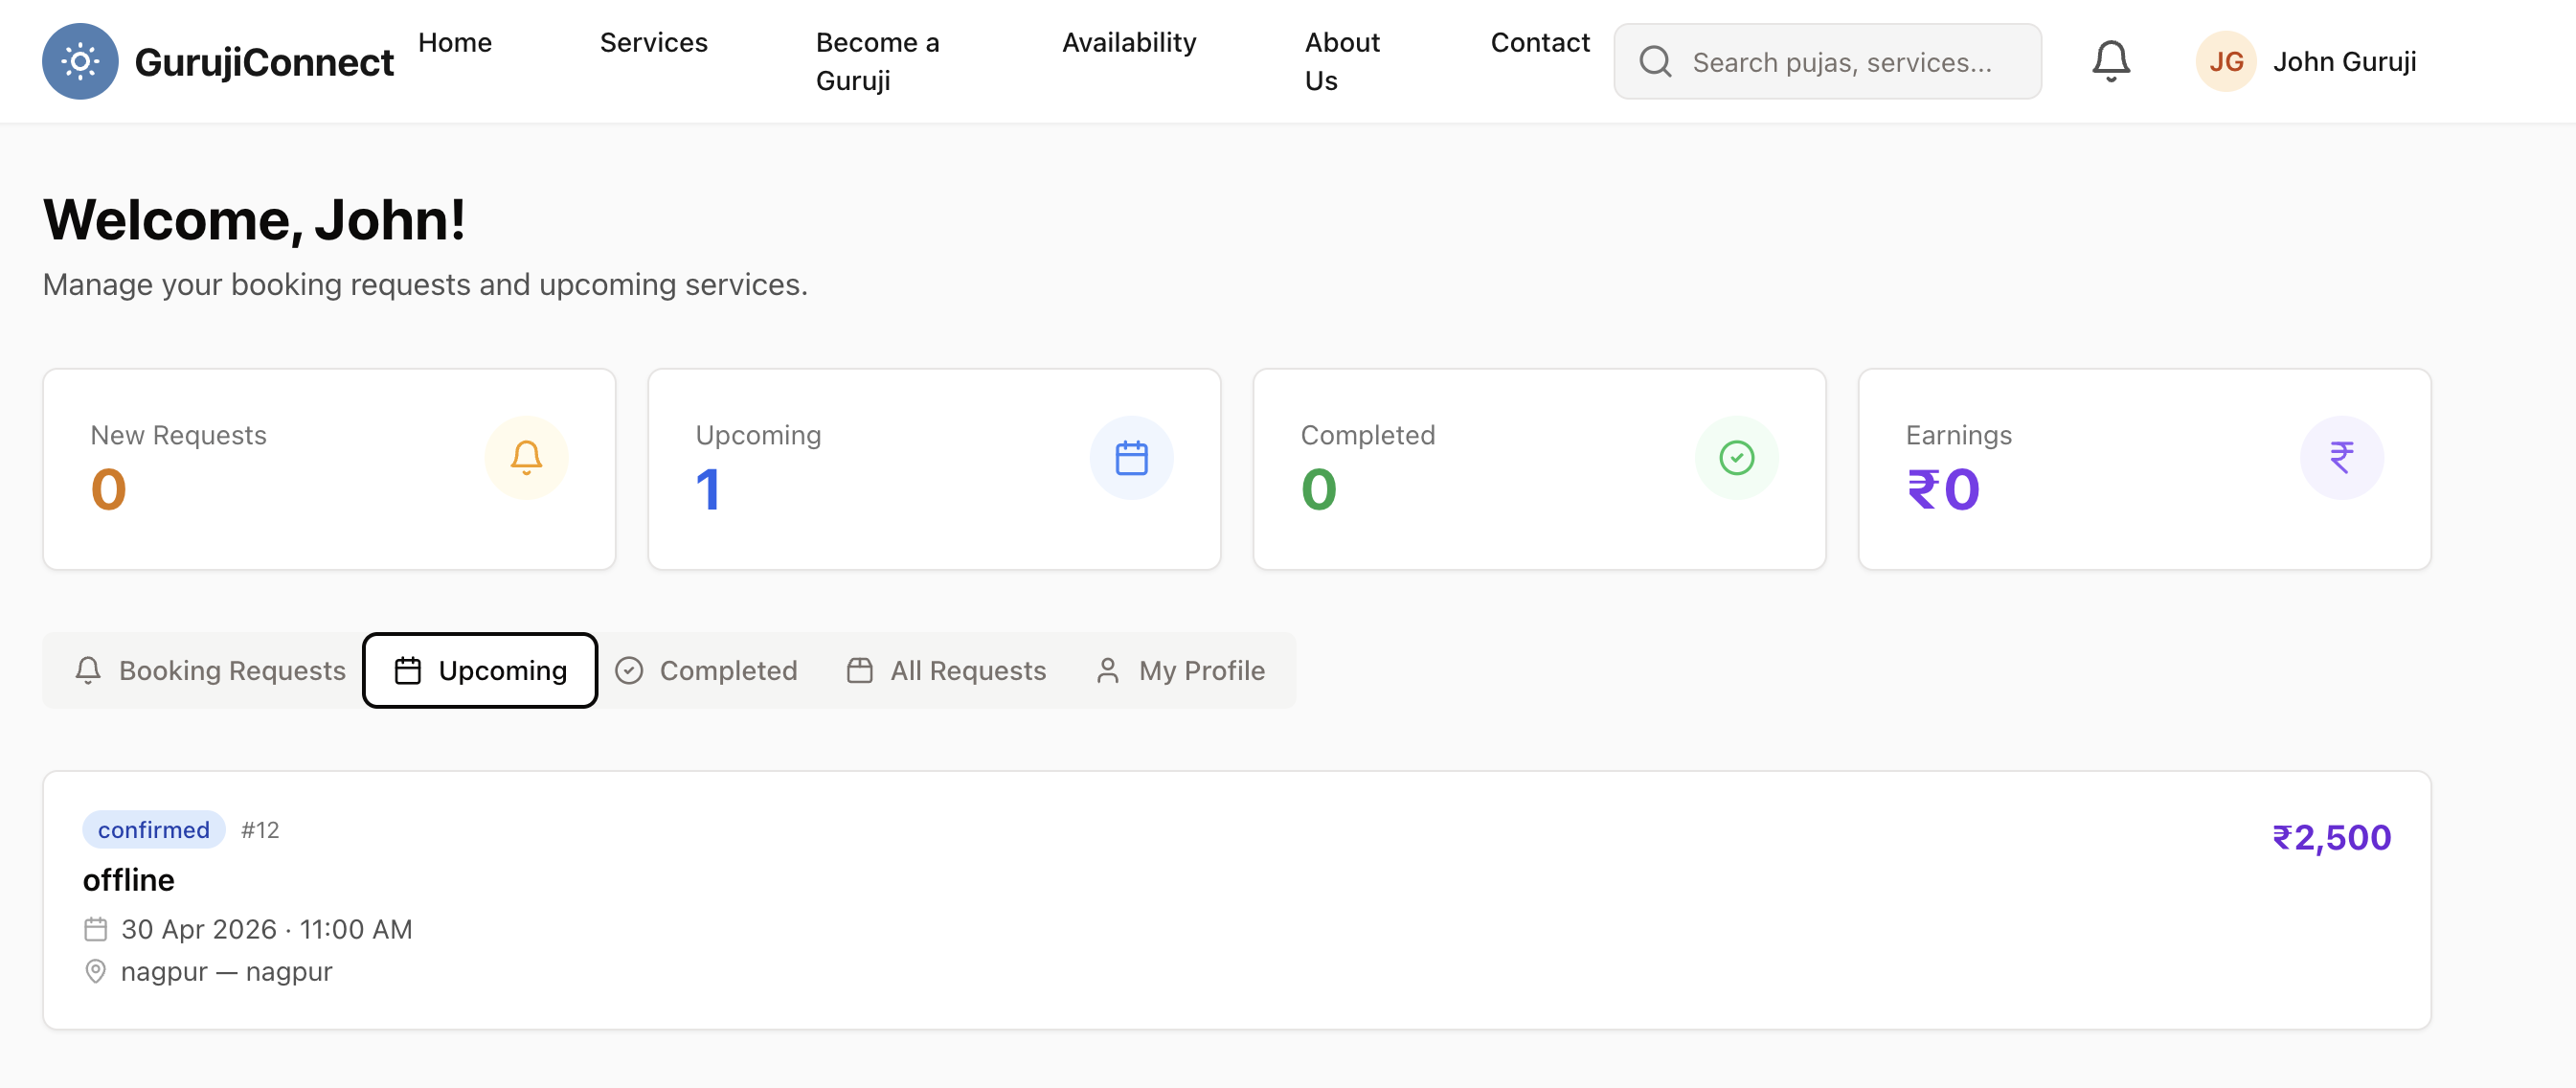 GurujiConnect
Home
Services
Become a
Guruji
Availability
About
Us
Contact
Search pujas, services...
JG
John Guruji
Welcome, John!
Manage your booking requests and upcoming services.
New Requests
0
Upcoming
1
Completed
0
Earnings
₹0
₹
Booking Requests
Upcoming
Completed
All Requests
My Profile
confirmed #12
₹2,500
offline
30 Apr 2026 · 11:00 AM
nagpur — nagpur